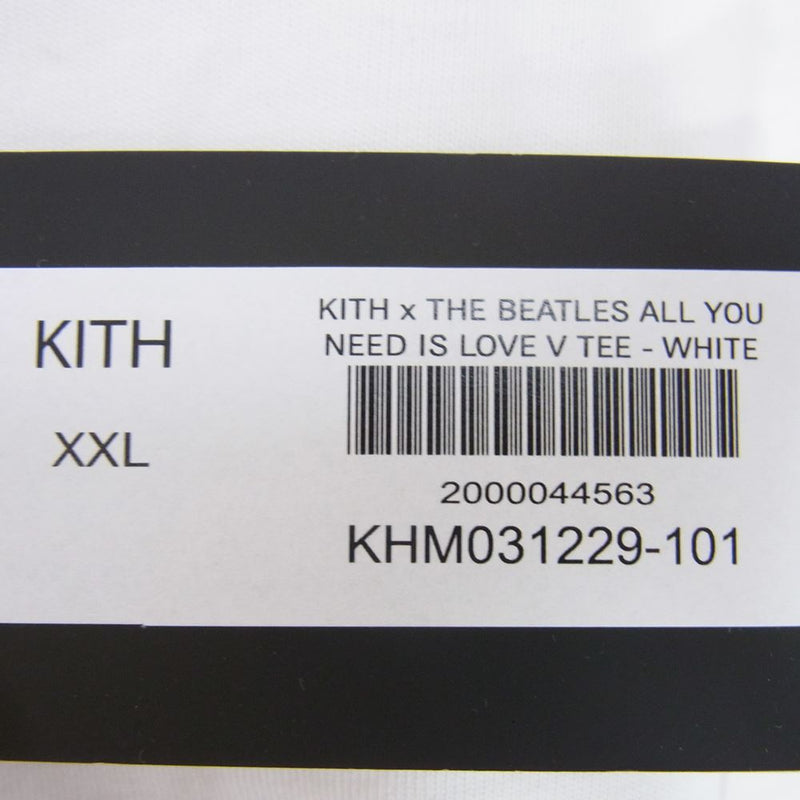 KITH
XXL
KITH x THE BEATLES ALL YOU
NEED IS LOVE V TEE - WHITE
2000044563
KHM031229-101